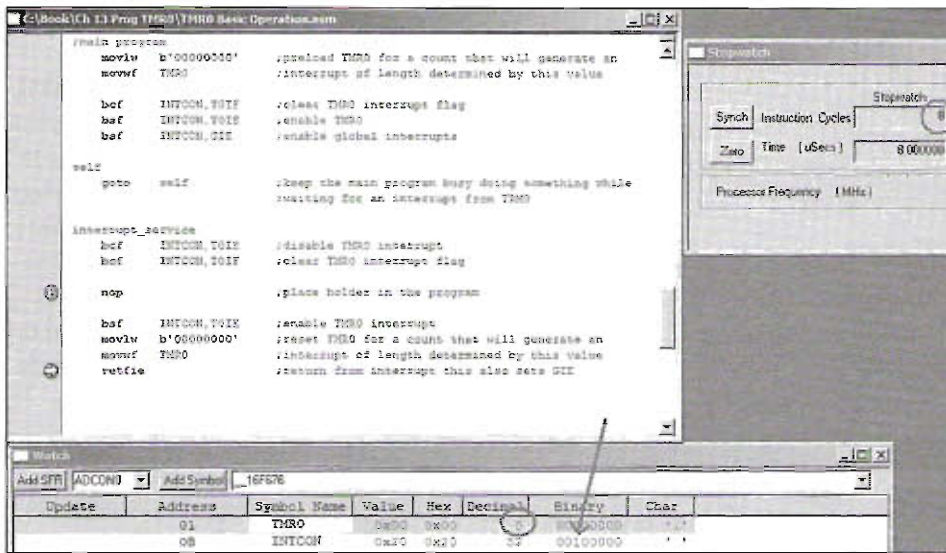 C:\Book\Ch 13 Prog TMR0\TMR0 Basic Operation.asm
;main program
movlw b'00000000' ;preload TMR0 for a count that will generate an
movwf TMR0 ;interrupt of length determined by this value
bcf INTCON,T0IF ;clear TMR0 interrupt flag
bsf INTCON,T0IE ;enable TMR0
bsf INTCON,GIE ;enable global interrupts
self
goto self ;keep the main program busy doing something while
;waiting for an interrupt from TMR0
interrupt_service
bcf INTCON,T0IE ;disable TMR0 interrupt
bcf INTCON,T0IF ;clear TMR0 interrupt flag
nop ;place holder in the program
bsf INTCON,T0IE ;enable TMR0 interrupt
movlw b'00000000' ;reset TMR0 for a count that will generate an
movwf TMR0 ;interrupt of length determined by this value
retfie ;return from interrupt this also sets GIE
Stopwatch
Stopwatch
Synch Instruction Cycles 8
Zero Time (uSecs) 8.000000
Processor Frequency (MHz)
Watch
Add SFR ADCON0 Add Symbol _16F676
Update Address Symbol Name Value Hex Decimal Binary Char
01 TMR0 0x00 0x00 0 00000000 '.'
0B INTCON 0x20 0x20 32 00100000 ' '